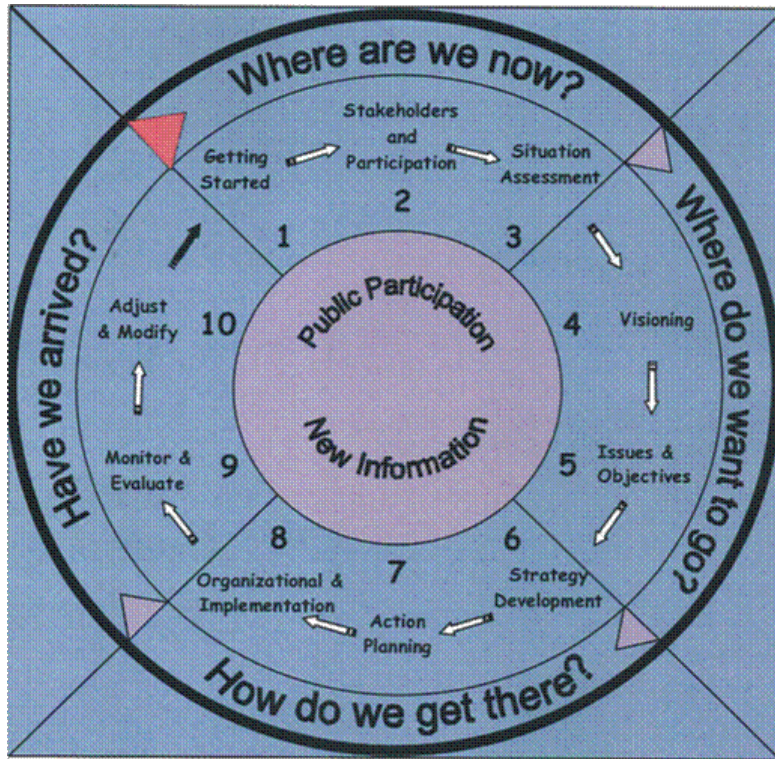 Where are we now?
Getting
Started
1
Stakeholders
and
Participation
2
Situation
Assessment
3
Where do we want to go?
4
Visioning
5
Issues &
Objectives
How do we get there?
6
Strategy
Development
7
Action
Planning
8
Organizational &
Implementation
Have we arrived?
9
Monitor &
Evaluate
10
Adjust
& Modify
Public Participation
New Information